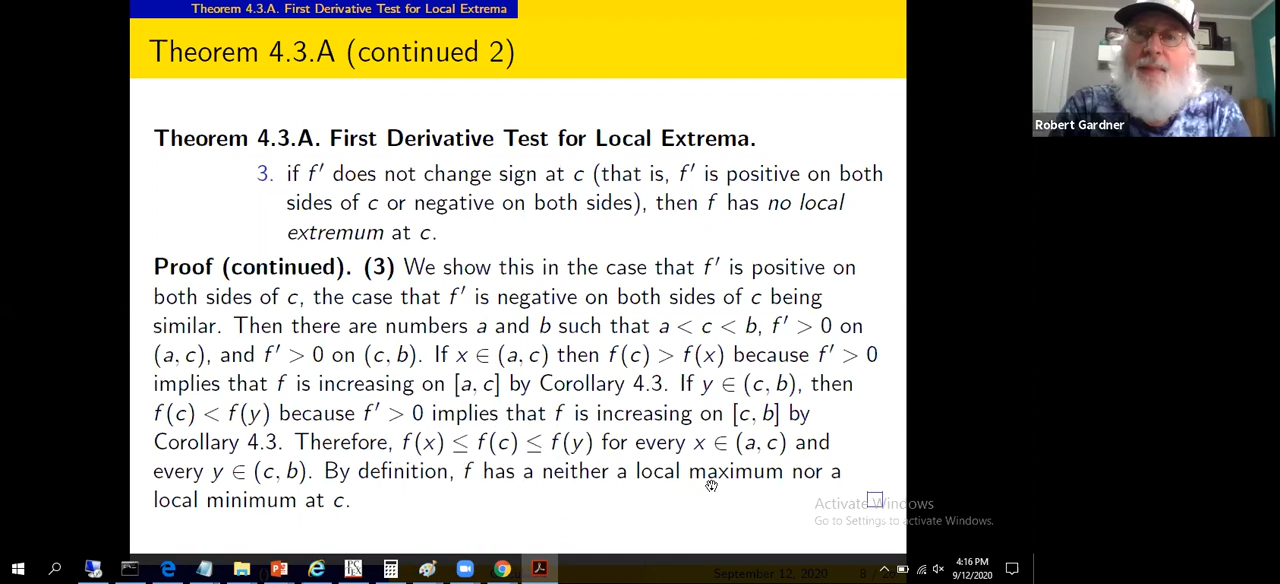 Theorem 4.3.A. First Derivative Test for Local Extrema
Theorem 4.3.A (continued 2)
Robert Gardner
Theorem 4.3.A. First Derivative Test for Local Extrema.
3. if f′ does not change sign at c (that is, f′ is positive on both
sides of c or negative on both sides), then f has no local
extremum at c.
Proof (continued). (3) We show this in the case that f′ is positive on
both sides of c, the case that f′ is negative on both sides of c being
similar. Then there are numbers a and b such that a < c < b, f′ > 0 on
(a, c), and f′ > 0 on (c, b). If x ∈ (a, c) then f(c) > f(x) because f′ > 0
implies that f is increasing on [a, c] by Corollary 4.3. If y ∈ (c, b), then
f(c) < f(y) because f′ > 0 implies that f is increasing on [c, b] by
Corollary 4.3. Therefore, f(x) ≤ f(c) ≤ f(y) for every x ∈ (a, c) and
every y ∈ (c, b). By definition, f has a neither a local maximum nor a
local minimum at c.
Activate Windows
Go to Settings to activate Windows.
4:16 PM
September 12, 2020 8 /
9/12/2020